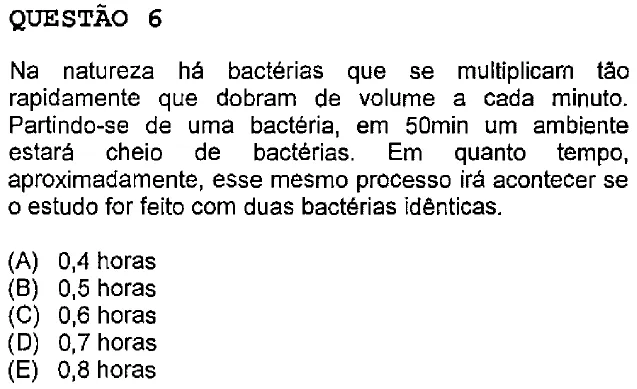 QUESTÃO 6
Na natureza há bactérias que se multiplicam tão
rapidamente que dobram de volume a cada minuto.
Partindo-se de uma bactéria, em 50min um ambiente
estará cheio de bactérias. Em quanto tempo,
aproximadamente, esse mesmo processo irá acontecer se
o estudo for feito com duas bactérias idênticas.
(A) 0,4 horas
(B) 0,5 horas
(C) 0,6 horas
(D) 0,7 horas
(E) 0,8 horas